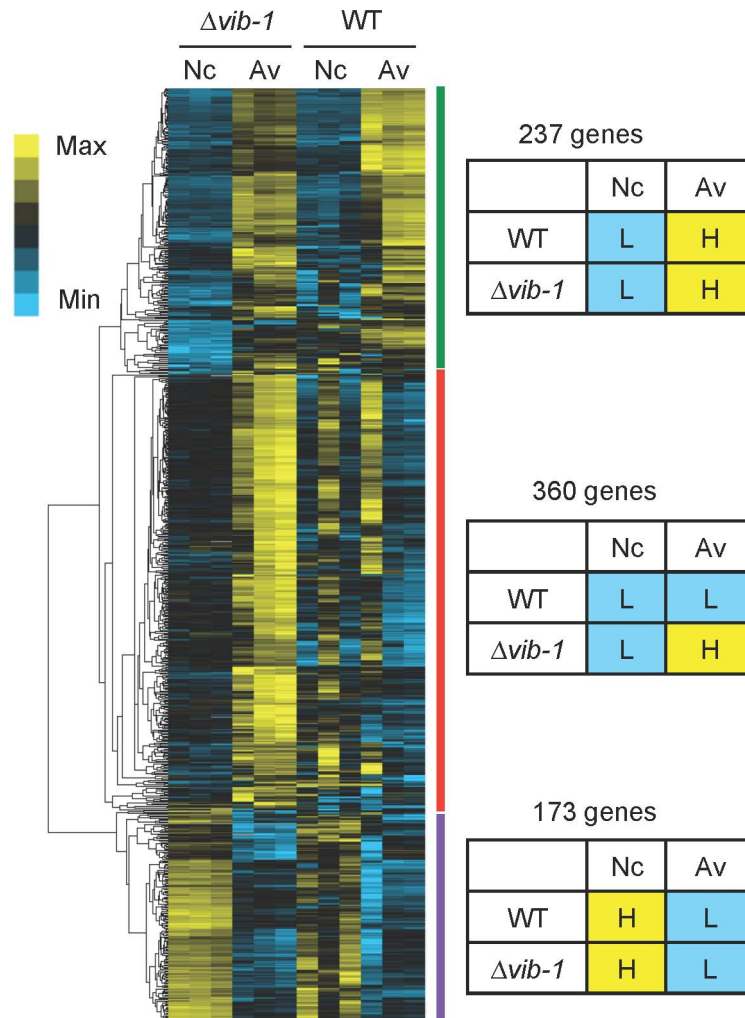 Δvib-1 WT
Nc Av Nc Av
Max
Min
237 genes
Nc Av
WT L H
Δvib-1 L H
360 genes
Nc Av
WT L L
Δvib-1 L H
173 genes
Nc Av
WT H L
Δvib-1 H L